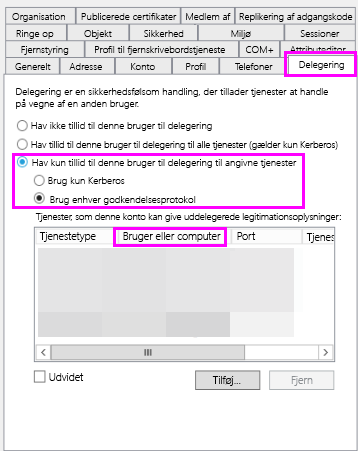 Organisation Publicerede certifikater Medlem af Replikering af adgangskode
Ringe op Objekt Sikkerhed Miljø Sessioner
Fjernstyring Profil til fjernskrivebordstjeneste COM+ Attributeditor
Generelt Adresse Konto Profil Telefoner Delegering
Delegering er en sikkerhedsfølsom handling, der tillader tjenester at handle
på vegne af en anden bruger.
Hav ikke tillid til denne bruger til delegering
Hav tillid til denne bruger til delegering til alle tjenester (gælder kun Kerberos)
Hav kun tillid til denne bruger til delegering til angivne tjenester
Brug kun Kerberos
Brug enhver godkendelsesprotokol
Tjenester, som denne konto kan give uddelegerede legitimationsoplysninger:
Tjenestetype Bruger eller computer Port Tjenes
Udvidet Tilføj... Fjern